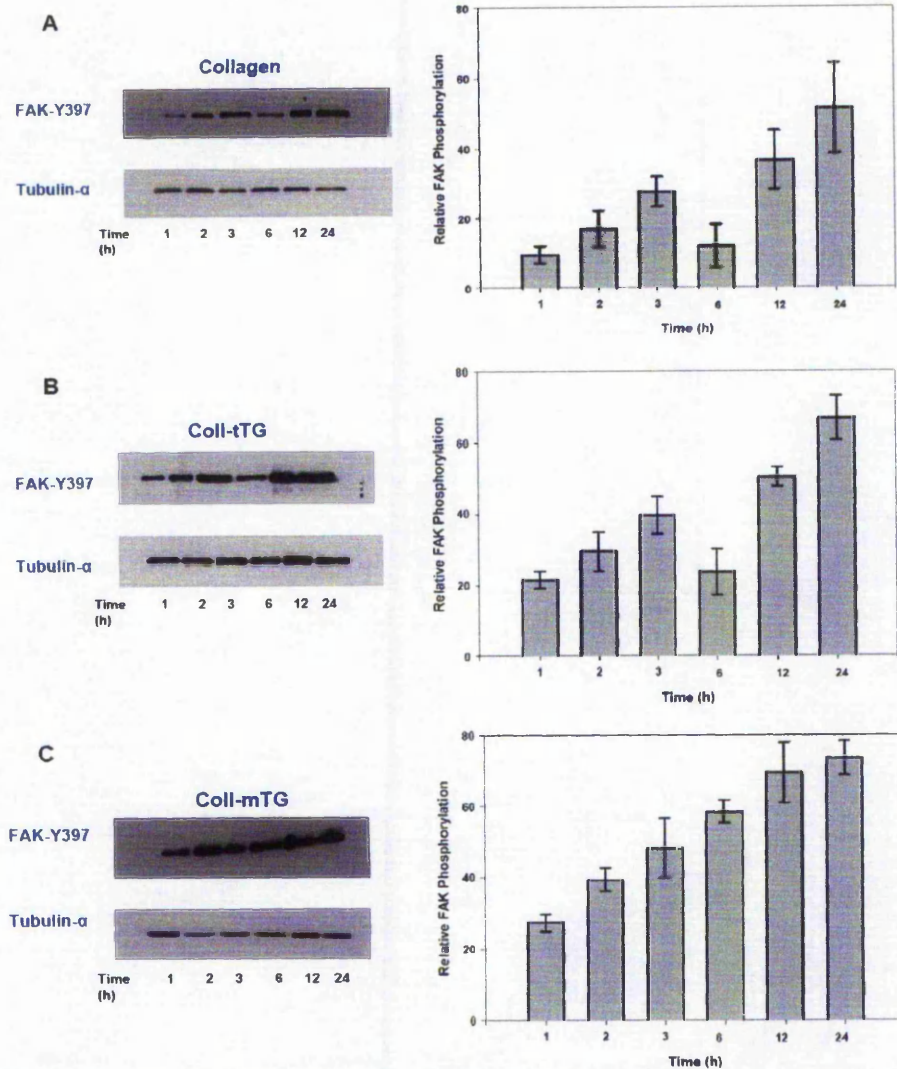 A
Collagen
FAK-Y397
Tubulin-α
Time (h) 1 2 3 6 12 24
Relative FAK Phosphorylation
80
60
40
20
0
1 2 3 6 12 24
Time (h)
B
Coll-tTG
FAK-Y397
Tubulin-α
Time (h) 1 2 3 6 12 24
Relative FAK Phosphorylation
80
60
40
20
0
1 2 3 6 12 24
Time (h)
C
Coll-mTG
FAK-Y397
Tubulin-α
Time (h) 1 2 3 6 12 24
Relative FAK Phosphorylation
80
60
40
20
0
1 2 3 6 12 24
Time (h)